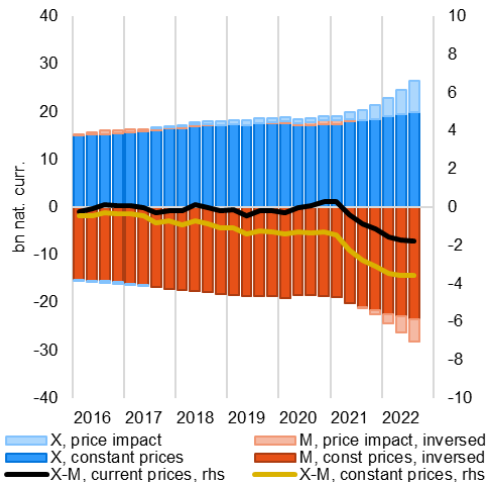 40 10
30 8
6
20 4
10 2
bn nat. curr.
0 0
-10 -2
-4
-20 -6
-30 -8
-40 -10
2016 2017 2018 2019 2020 2021 2022
X, price impact M, price impact, inversed
X, constant prices M, const prices, inversed
X-M, current prices, rhs X-M, constant prices, rhs